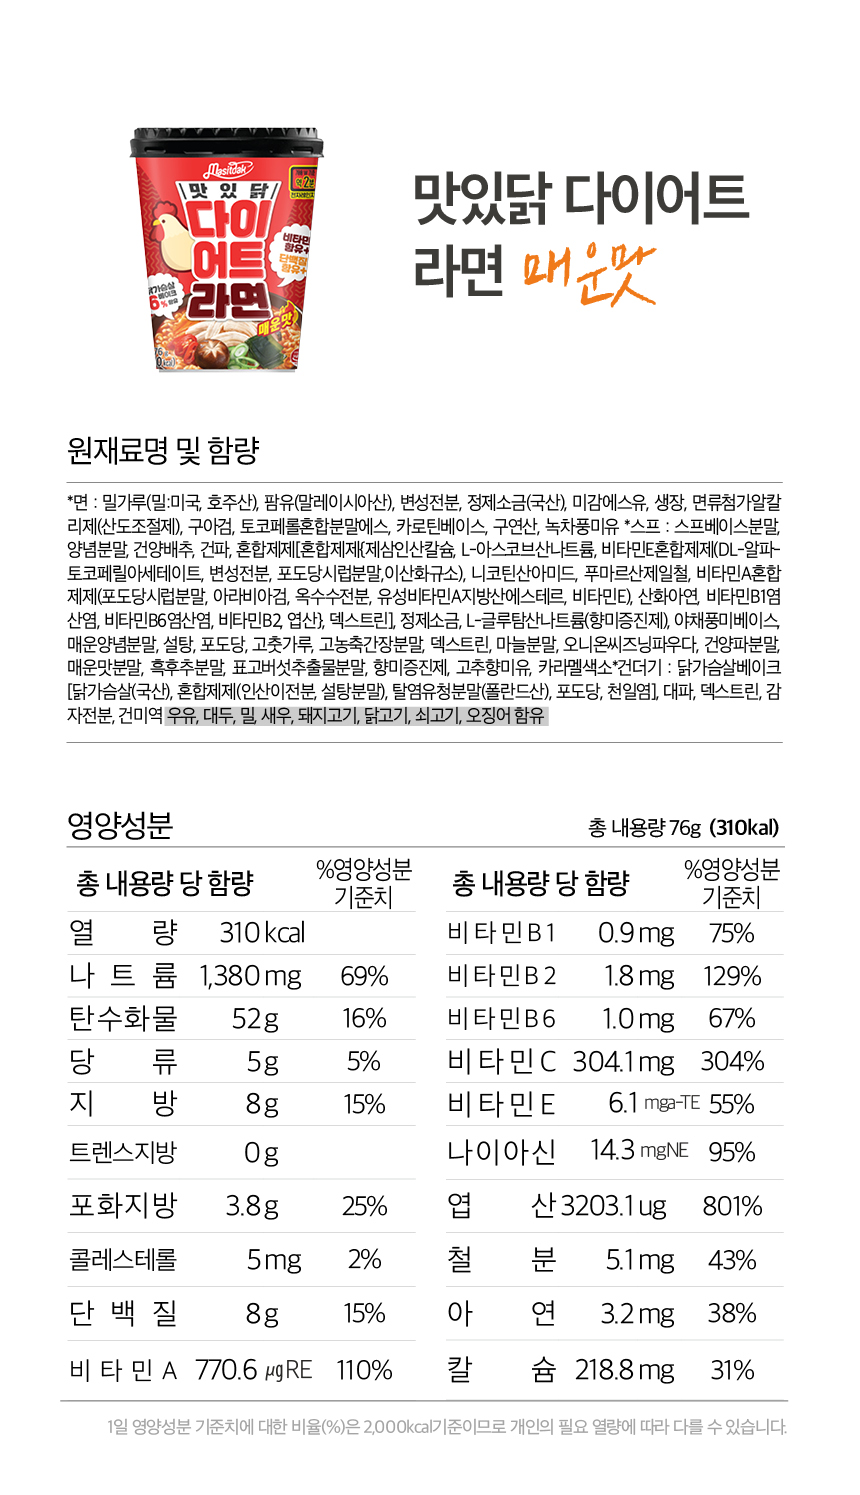 Masitdak
맛있닭
다이
어트
라면
비타민
함유+
단백질
함유+
매운맛
맛있닭 다이어트
라면 매운맛
원재료명 및 함량
*면 : 밀가루(밀:미국, 호주산), 팜유(말레이시아산), 변성전분, 정제소금(국산), 미감에스유, 생장, 면류첨가알칼
리제(산도조절제), 구아검, 토코페롤혼합분말에스, 카로틴베이스, 구연산, 녹차풍미유 *스프 : 스프베이스분말,
양념분말, 건양배추, 건파, 혼합제제[혼합제제{제삼인산칼슘, L-아스코브산나트륨, 비타민E혼합제제(DL-알파-
토코페릴아세테이트, 변성전분, 포도당시럽분말,이산화규소), 니코틴산아미드, 푸마르산제일철, 비타민A혼합
제제(포도당시럽분말, 아라비아검, 옥수수전분, 유성비타민A지방산에스테르, 비타민E), 산화아연, 비타민B1염
산염, 비타민B6염산염, 비타민B2, 엽산}, 덱스트린], 정제소금, L-글루탐산나트륨(향미증진제), 야채풍미베이스,
매운양념분말, 설탕, 포도당, 고춧가루, 고농축간장분말, 덱스트린, 마늘분말, 오니온씨즈닝파우다, 건양파분말,
매운맛분말, 흑후추분말, 표고버섯추출물분말, 향미증진제, 고추향미유, 카라멜색소*건더기 : 닭가슴살베이크
[닭가슴살(국산), 혼합제제(인산이전분, 설탕분말), 탈염유청분말(폴란드산), 포도당, 천일염], 대파, 덱스트린, 감
자전분, 건미역 우유, 대두, 밀, 새우, 돼지고기, 닭고기, 쇠고기, 오징어 함유
영양성분 총 내용량 76g (310kal)
총 내용량 당 함량 %영양성분 기준치 총 내용량 당 함량 %영양성분 기준치
열 량 310 kcal 비타민B1 0.9 mg 75%
나트륨 1,380 mg 69% 비타민B2 1.8 mg 129%
탄수화물 52 g 16% 비타민B6 1.0 mg 67%
당 류 5 g 5% 비타민C 304.1 mg 304%
지 방 8 g 15% 비타민E 6.1 mga-TE 55%
트렌스지방 0 g 나이아신 14.3 mgNE 95%
포화지방 3.8 g 25% 엽 산 3203.1 ug 801%
콜레스테롤 5 mg 2% 철 분 5.1 mg 43%
단백질 8 g 15% 아 연 3.2 mg 38%
비타민A 770.6 μgRE 110% 칼 슘 218.8 mg 31%
1일 영양성분 기준치에 대한 비율(%)은 2,000kcal기준이므로 개인의 필요 열량에 따라 다를 수 있습니다.